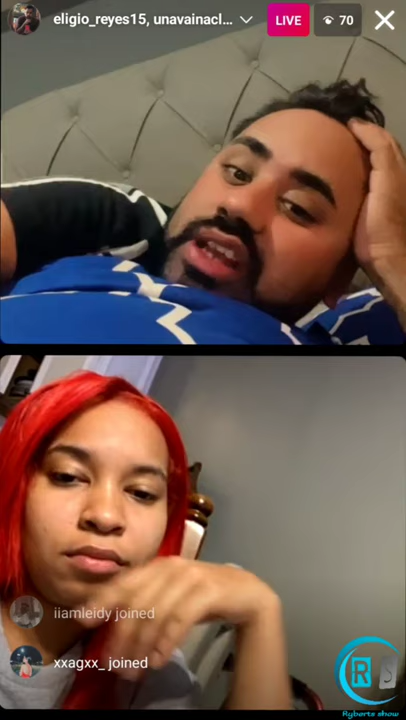 eligio_reyes15, unavainacl...
LIVE
70
iiamleidy joined
xxagxx_ joined
R S
Ryberts show